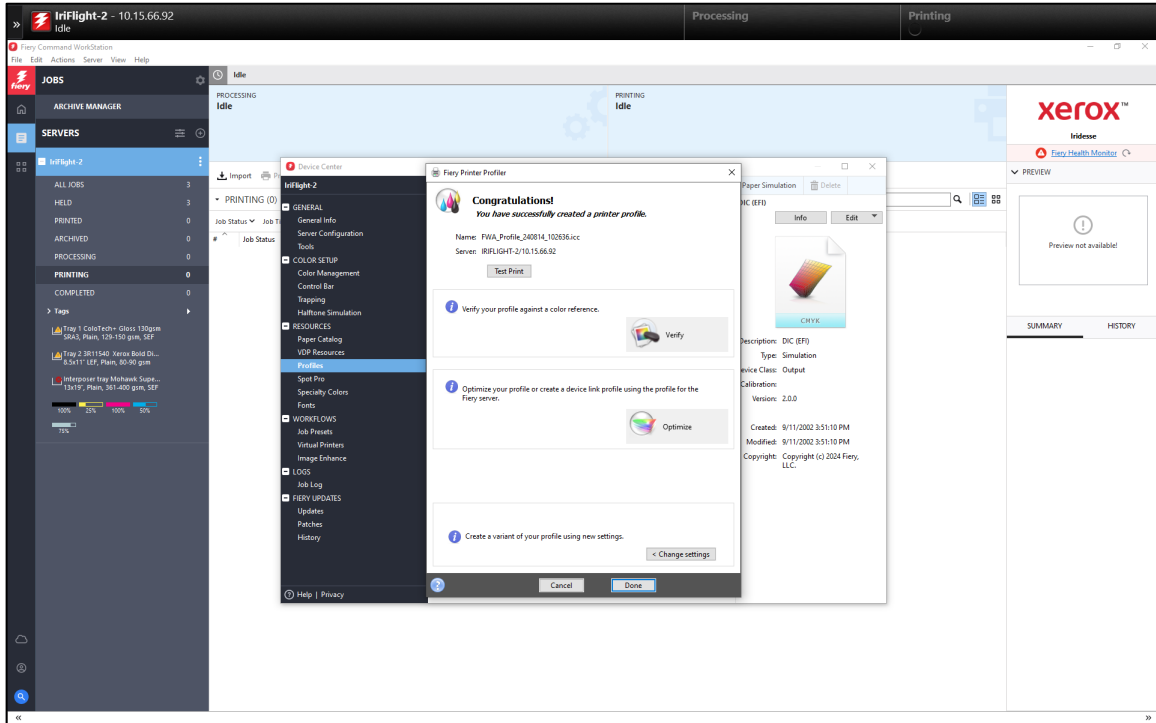 IriFlight-2 - 10.15.66.92
Idle
Processing
Printing
Fiery Command WorkStation
File Edit Actions Server View Help
fiery
JOBS
Idle
ARCHIVE MANAGER
PROCESSING
Idle
PRINTING
Idle
xerox™
Iridesse
Fiery Health Monitor
PREVIEW
Preview not available!
SUMMARY HISTORY
SERVERS
IriFlight-2
ALL JOBS 3
HELD 3
PRINTED 0
ARCHIVED 0
PROCESSING 0
PRINTING 0
COMPLETED 0
Tags
Tray 1 ColoTech+ Gloss 130gsm
SRA3, Plain, 129-150 gsm, SEF
Tray 2 3R11540 Xerox Bold Di...
8.5x11" LEF, Plain, 80-90 gsm
Interposer tray Mohawk Supe...
13x19", Plain, 361-400 gsm, SEF
100% 25% 100% 50%
75%
Import
PRINTING (0)
Job Status
# Job Status
Device Center
IriFlight-2
GENERAL
General Info
Server Configuration
Tools
COLOR SETUP
Color Management
Control Bar
Trapping
Halftone Simulation
RESOURCES
Paper Catalog
VDP Resources
Profiles
Spot Pro
Specialty Colors
Fonts
WORKFLOWS
Job Presets
Virtual Printers
Image Enhance
LOGS
Job Log
FIERY UPDATES
Updates
Patches
History
Help | Privacy
Fiery Printer Profiler
Congratulations!
You have successfully created a printer profile.
Name: FWA_Profile_240814_102636.icc
Server: IRIFLIGHT-2/10.15.66.92
Test Print
Verify your profile against a color reference.
Verify
Optimize your profile or create a device link profile using the profile for the
Fiery server.
Optimize
Create a variant of your profile using new settings.
< Change settings
Cancel Done
Paper Simulation Delete
DIC (EFI)
Info Edit
CMYK
Description: DIC (EFI)
Type: Simulation
evice Class: Output
Calibration:
Version: 2.0.0
Created: 9/11/2002 3:51:10 PM
Modified: 9/11/2002 3:51:10 PM
Copyright: Copyright (c) 2024 Fiery,
LLC.